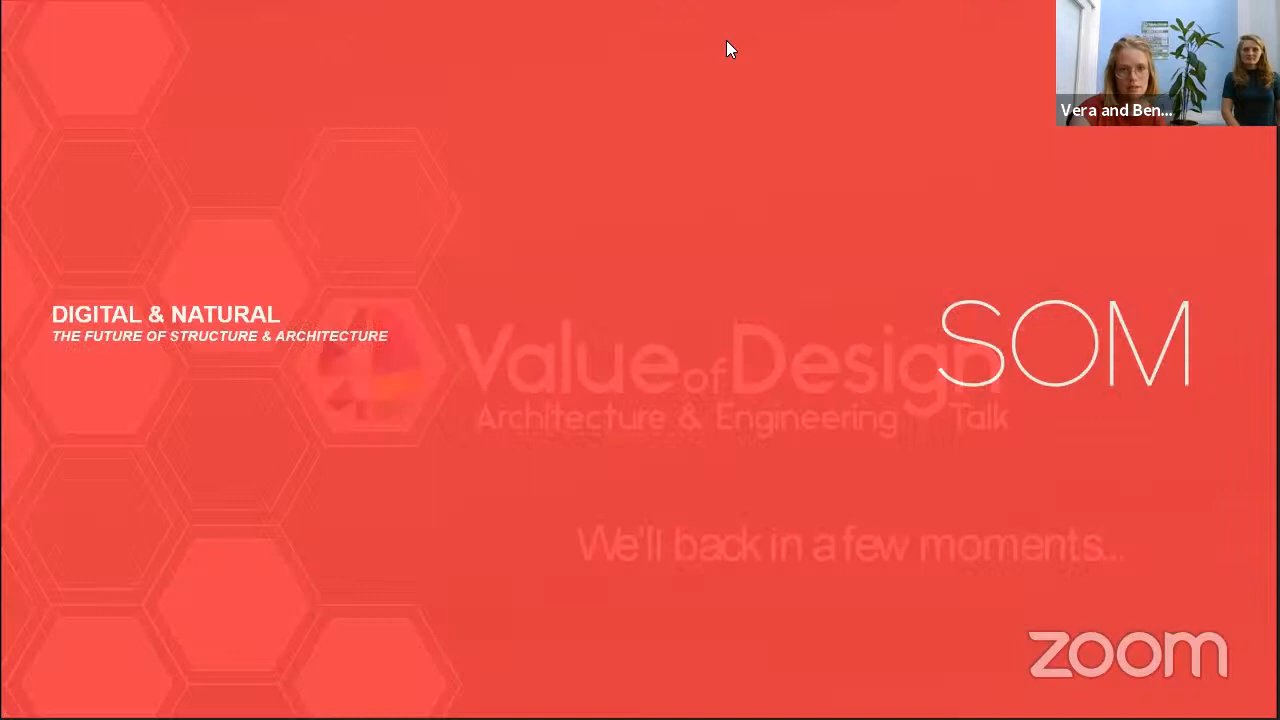 Vera and Ben...
DIGITAL & NATURAL
THE FUTURE OF STRUCTURE & ARCHITECTURE
SOM
Value of Design
Architecture & Engineering Talk
We'll back in a few moments...
zoom